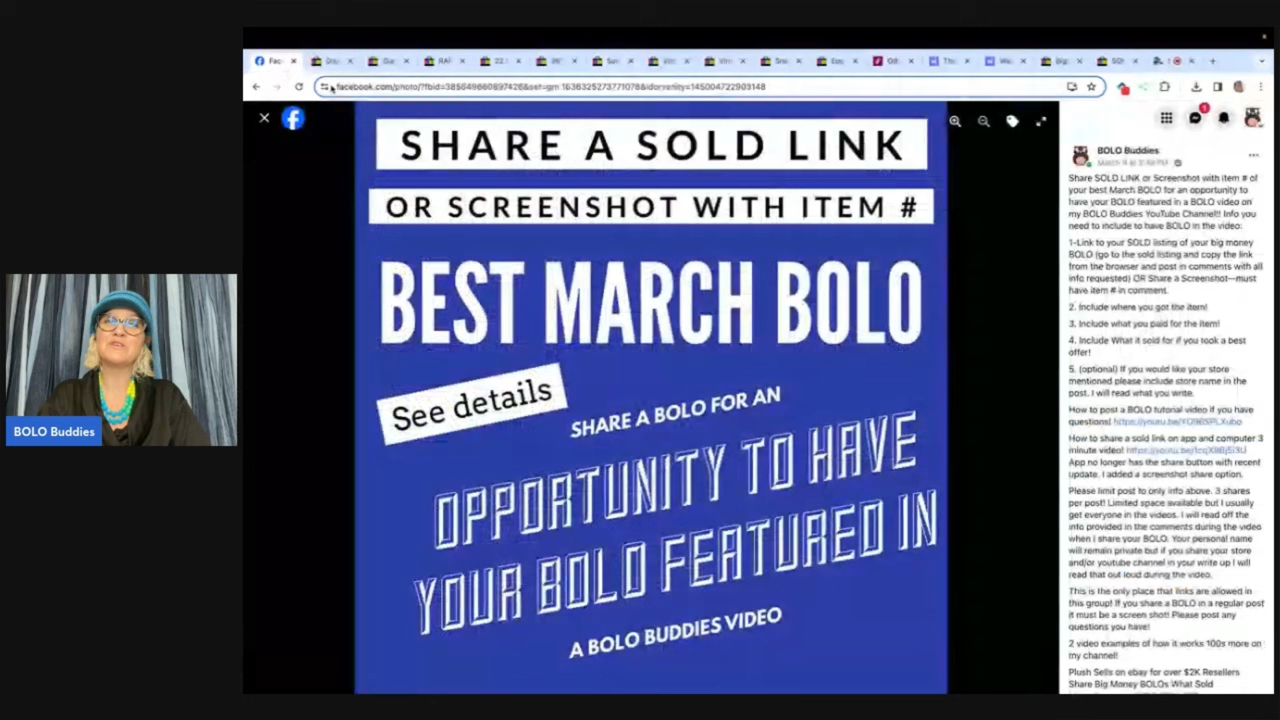 facebook.com/photo/?fbid=
SHARE A SOLD LINK
OR SCREENSHOT WITH ITEM #
BEST MARCH BOLO
See details
SHARE A BOLO FOR AN
OPPORTUNITY TO HAVE
YOUR BOLO FEATURED IN
A BOLO BUDDIES VIDEO
BOLO Buddies
1
BOLO Buddies
Share SOLD LINK or Screenshot with item # of
your best March BOLO for an opportunity to
have your BOLO featured in a BOLO video on
my BOLO Buddies YouTube Channel!! Info you
need to include to have BOLO in the video:
1-Link to your SOLD listing of your big money
BOLO (go to the sold listing and copy the link
from the browser and post in comments with all
info requested) OR Share a Screenshot--must
have item # in comment.
2. Include where you got the item!
3. Include what you paid for the item!
4. Include What it sold for if you took a best
offer!
5. (optional) If you would like your store
mentioned please include store name in the
post. I will read what you write.
How to post a BOLO tutorial video if you have
questions!
How to share a sold link on app and computer 3
minute video!
App no longer has the share button with recent
update. I added a screenshot share option.
Please limit post to only info above. 3 shares
per post! Limited space available but I usually
get everyone in the videos. I will read off the
info provided in the comments during the video
when I share your BOLO. Your personal name
will remain private but if you share your store
and/or youtube channel in your write up I will
read that out loud during the video.
This is the only place that links are allowed in
this group! If you share a BOLO in a regular post
it must be a screen shot! Please post any
questions you have!
2 video examples of how it works 100s more on
my channel!
Plush Sells on ebay for over $2K Resellers
Share Big Money BOLOs What Sold